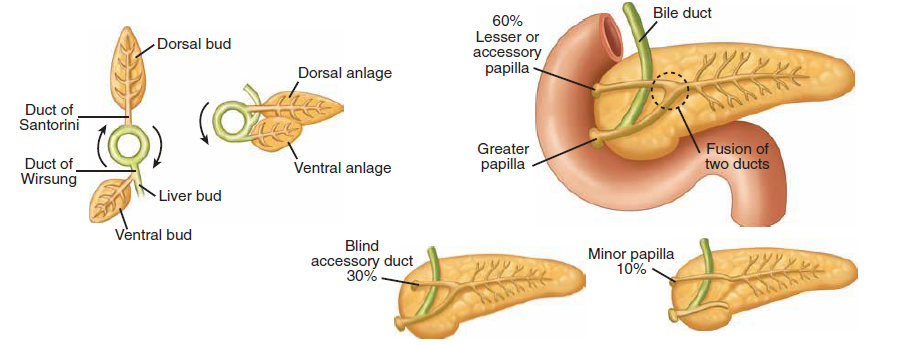 Dorsal bud
Duct of
Santorini
Duct of
Wirsung
Liver bud
Ventral bud
Dorsal anlage
Ventral anlage
60%
Lesser or
accessory
papilla
Bile duct
Greater
papilla
Fusion of
two ducts
Blind
accessory duct
30%
Minor papilla
10%